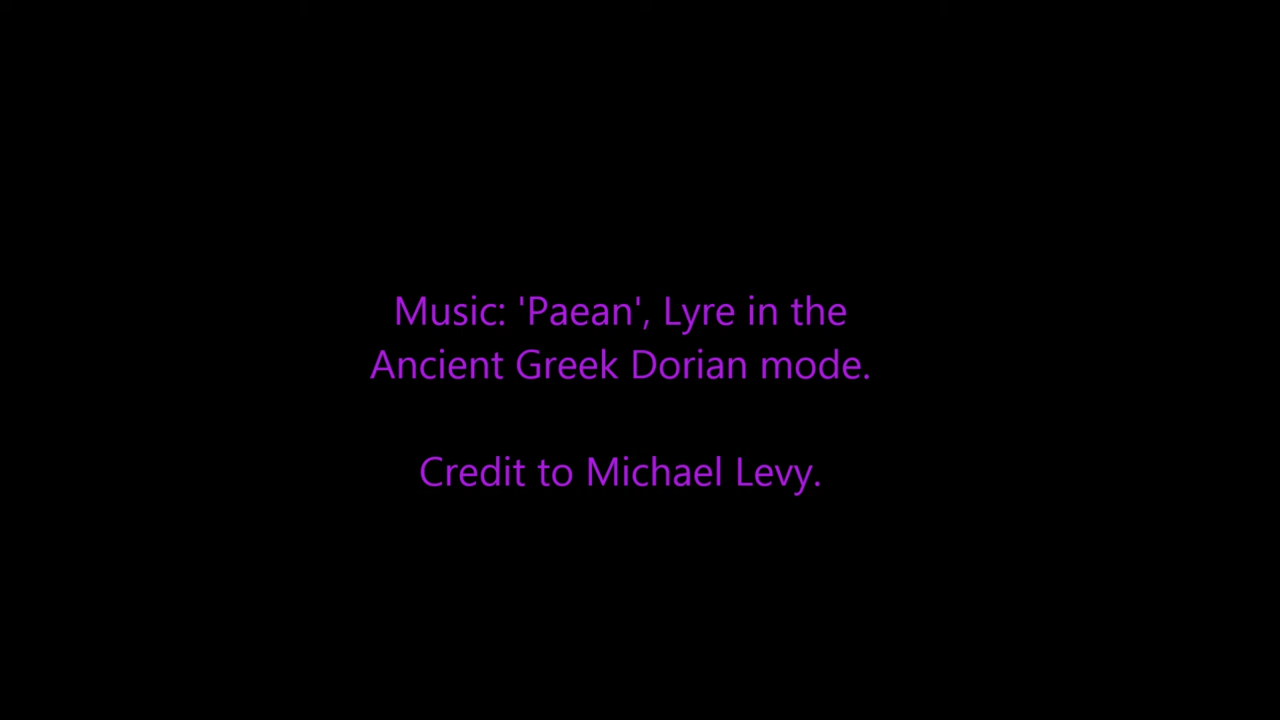 Music: 'Paean', Lyre in the
Ancient Greek Dorian mode.
Credit to Michael Levy.